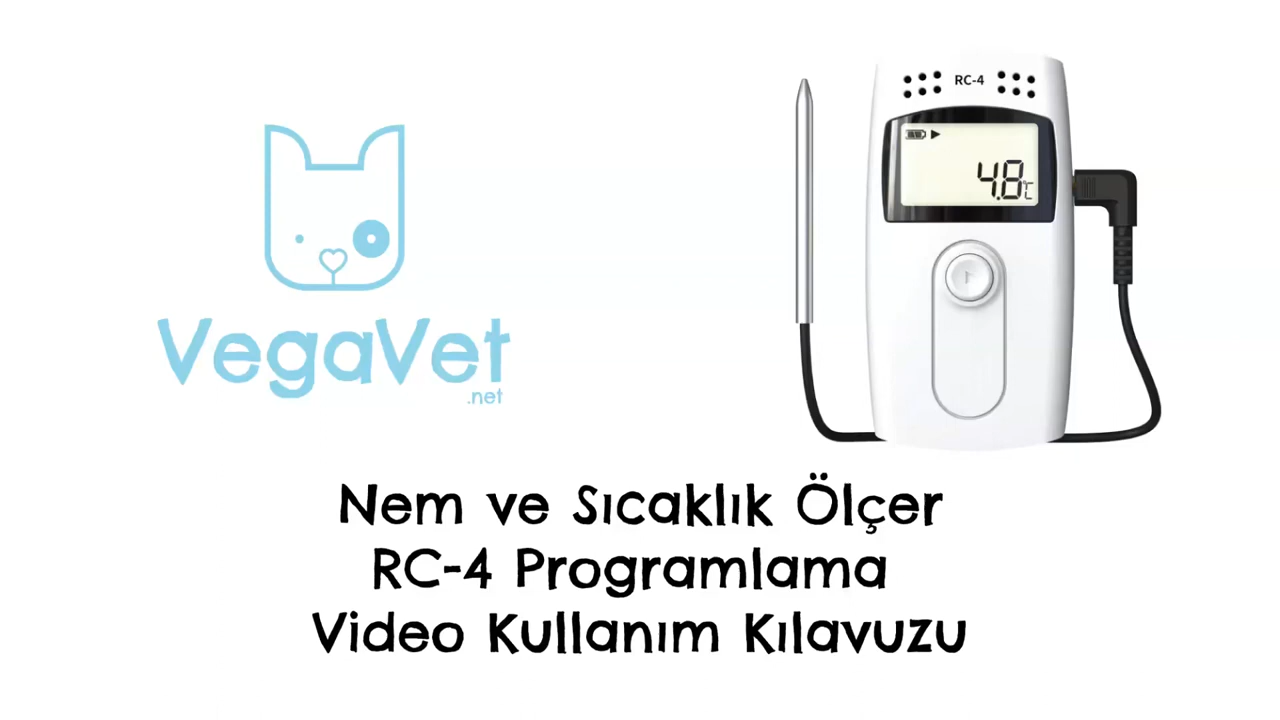 VegaVet
.net
RC-4
4.8°C
Nem ve Sıcaklık Ölçer
RC-4 Programlama
Video Kullanım Kılavuzu